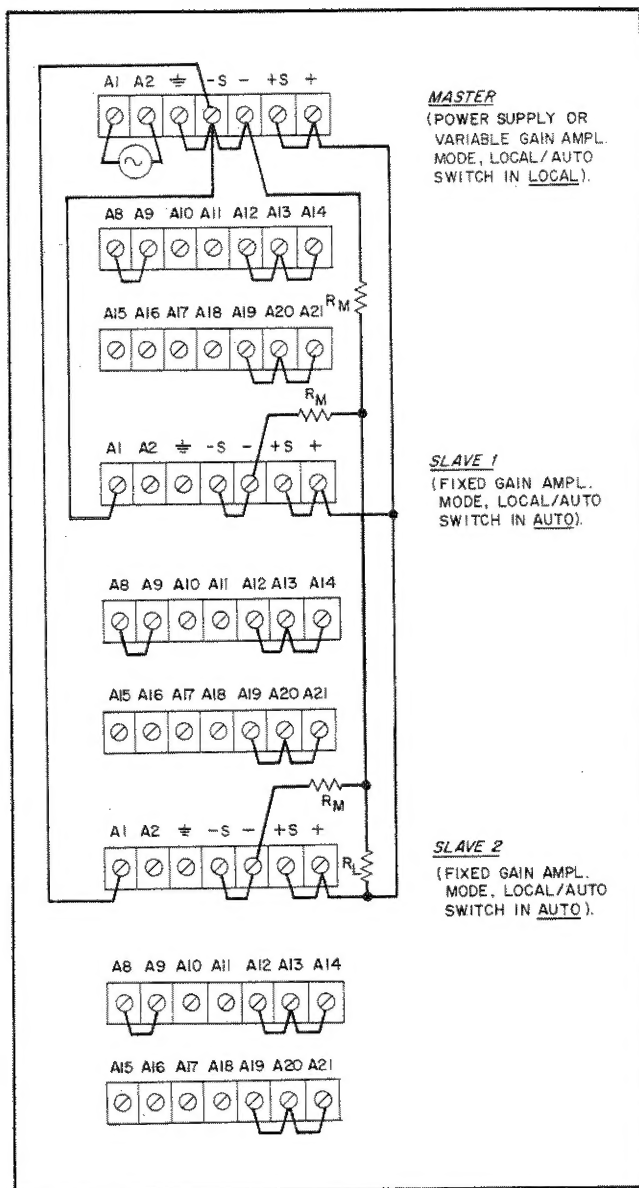 A1 A2 ⏚ -S - +S +
MASTER
(POWER SUPPLY OR
VARIABLE GAIN AMPL.
MODE, LOCAL/AUTO
SWITCH IN LOCAL).
A8 A9 A10 A11 A12 A13 A14
RM
A15 A16 A17 A18 A19 A20 A21
RM
A1 A2 ⏚ -S - +S +
SLAVE 1
(FIXED GAIN AMPL.
MODE, LOCAL/AUTO
SWITCH IN AUTO).
A8 A9 A10 A11 A12 A13 A14
A15 A16 A17 A18 A19 A20 A21
RM
A1 A2 ⏚ -S - +S +
RL
SLAVE 2
(FIXED GAIN AMPL.
MODE, LOCAL/AUTO
SWITCH IN AUTO).
A8 A9 A10 A11 A12 A13 A14
A15 A16 A17 A18 A19 A20 A21